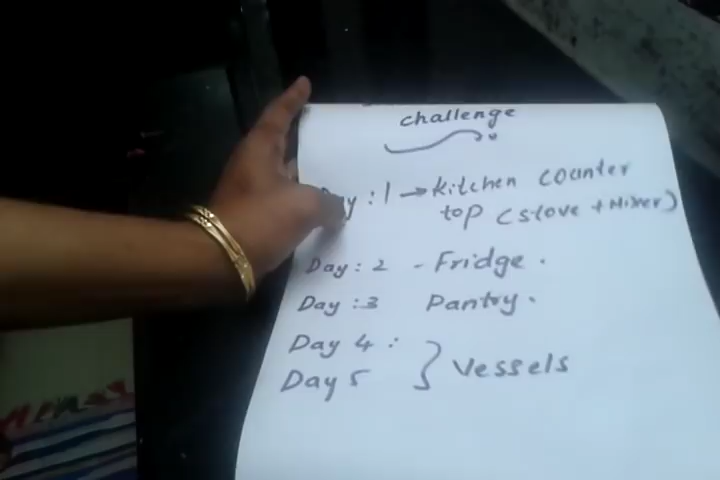 challenge
Day : 1 → Kitchen counter
top (stove + Mixer)
Day : 2 - Fridge .
Day : 3 Pantry .
Day 4 :
Day 5 } Vessels